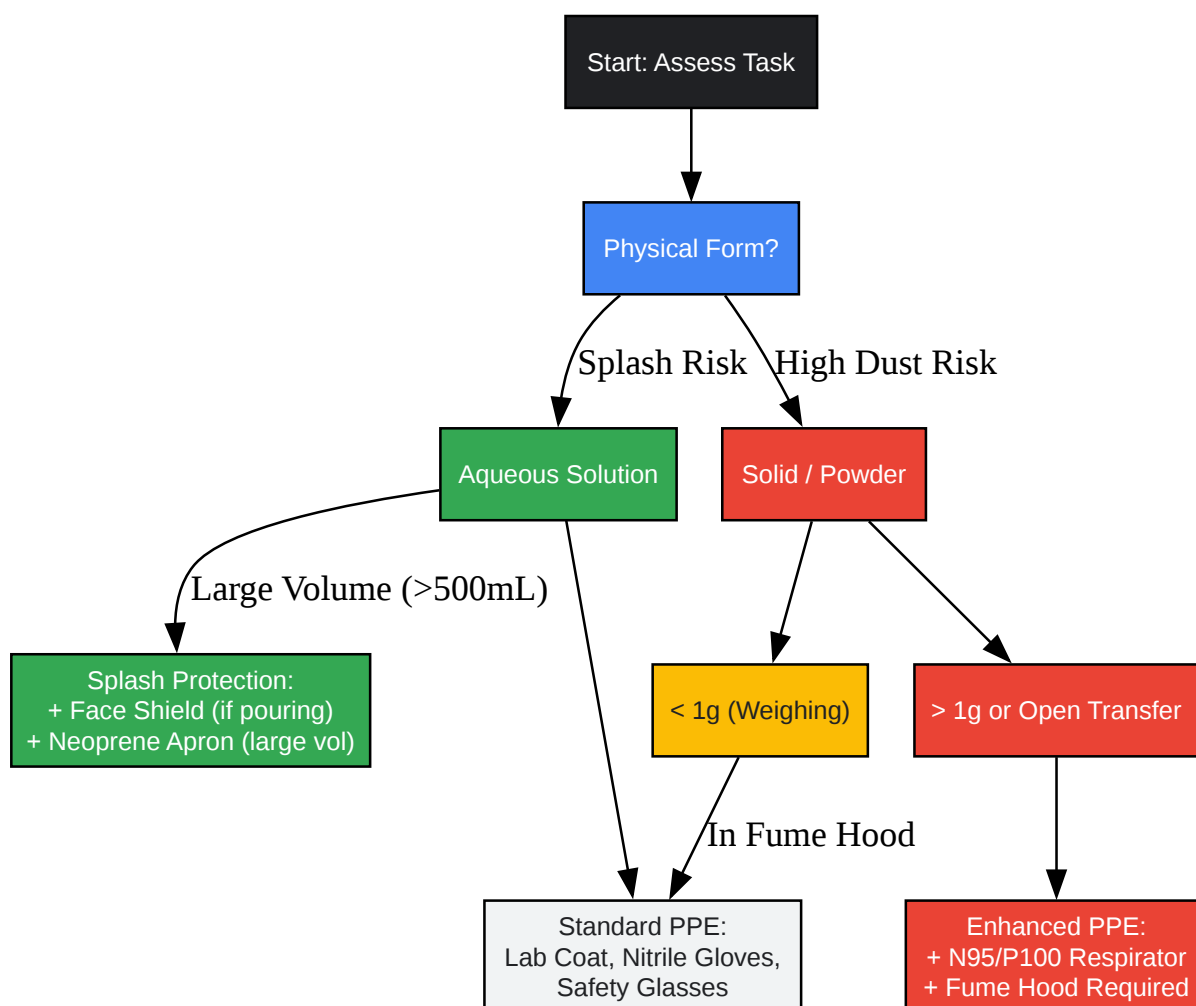 Start: Assess Task
Physical Form?
Splash Risk
High Dust Risk
Aqueous Solution
Solid / Powder
Large Volume (>500mL)
Splash Protection:
+ Face Shield (if pouring)
+ Neoprene Apron (large vol)
< 1g (Weighing)
> 1g or Open Transfer
In Fume Hood
Standard PPE:
Lab Coat, Nitrile Gloves,
Safety Glasses
Enhanced PPE:
+ N95/P100 Respirator
+ Fume Hood Required